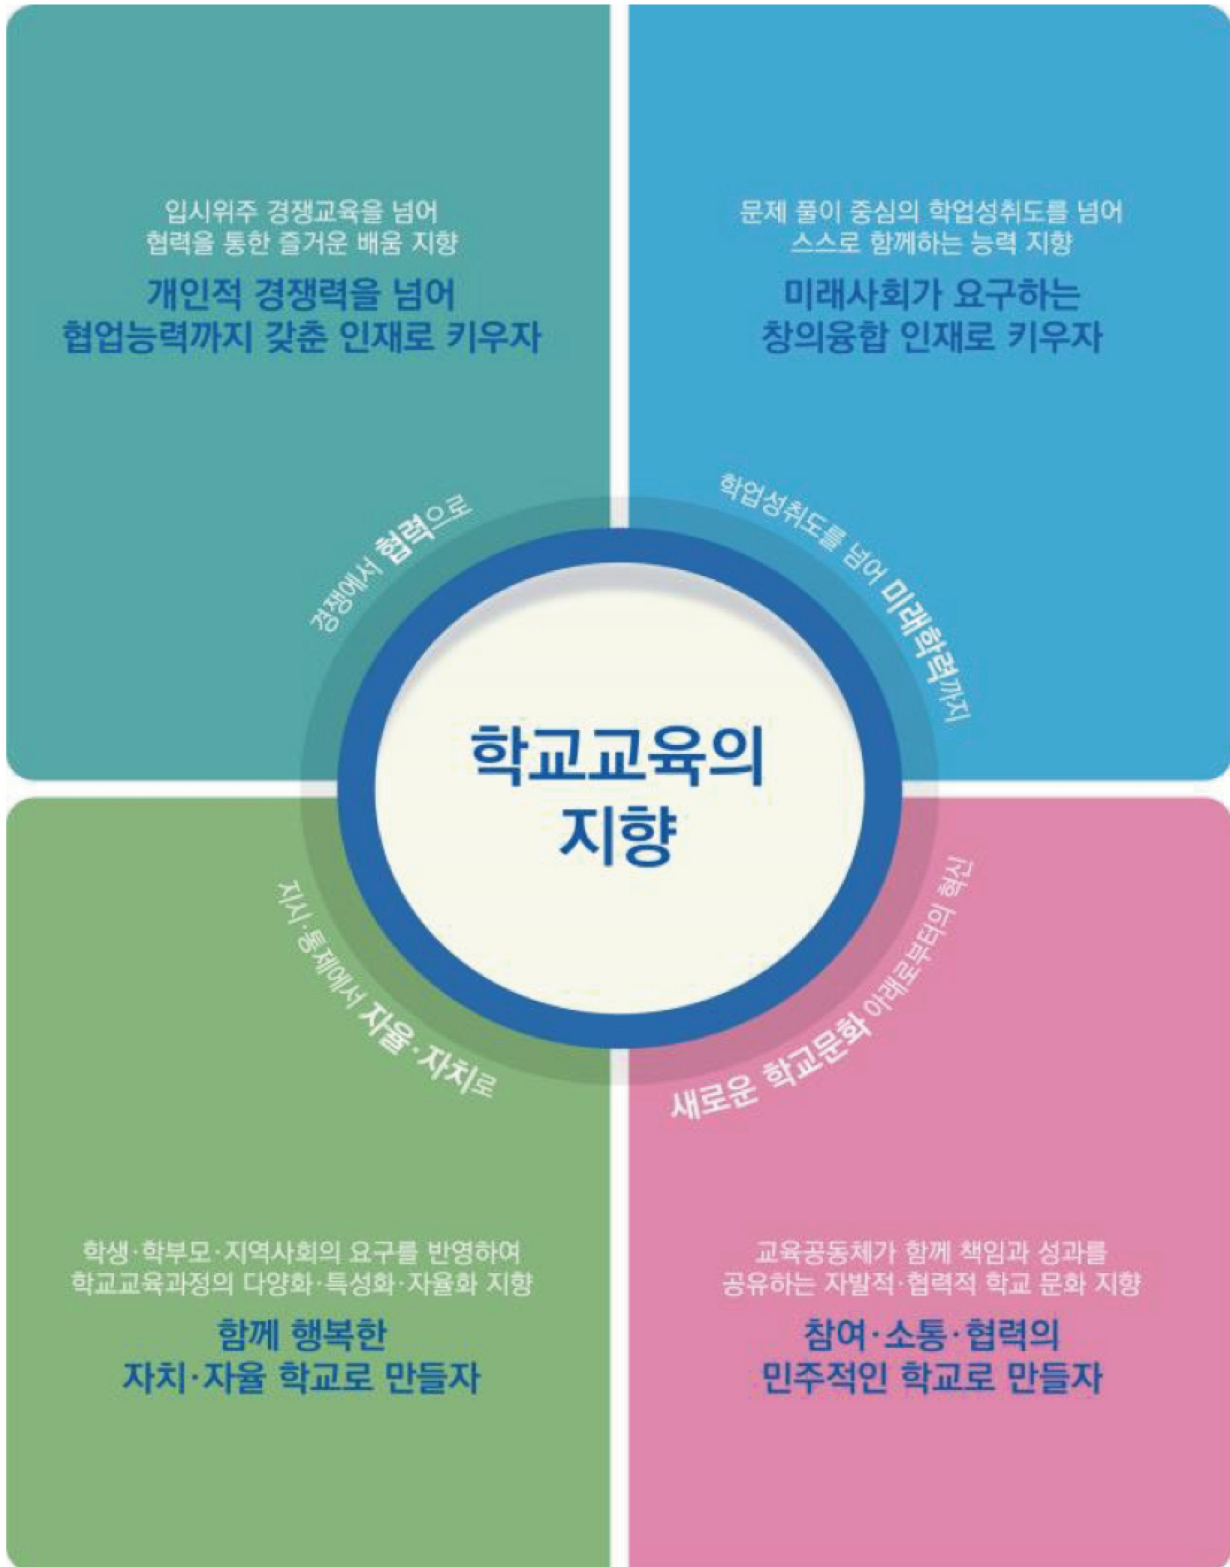 입시위주 경쟁교육을 넘어
협력을 통한 즐거운 배움 지향
개인적 경쟁력을 넘어
협업능력까지 갖춘 인재로 키우자
경쟁에서 협력으로
문제 풀이 중심의 학업성취도를 넘어
스스로 함께하는 능력 지향
미래사회가 요구하는
창의융합 인재로 키우자
학업성취도를 넘어 미래학력까지
학교교육의
지향
지시·통제에서 자율·자치로
학생·학부모·지역사회의 요구를 반영하여
학교교육과정의 다양화·특성화·자율화 지향
함께 행복한
자치·자율 학교로 만들자
새로운 학교문화 아래로부터의 혁신
교육공동체가 함께 책임과 성과를
공유하는 자발적·협력적 학교 문화 지향
참여·소통·협력의
민주적인 학교로 만들자